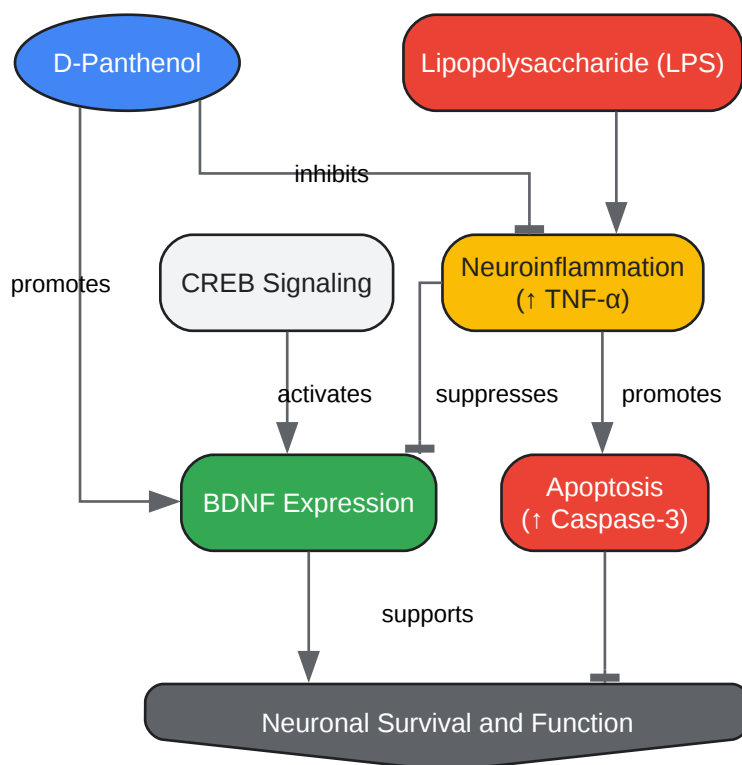 D-Panthenol
Lipopolysaccharide (LPS)
inhibits
CREB Signaling
Neuroinflammation
(↑ TNF-α)
promotes
activates
suppresses
promotes
BDNF Expression
Apoptosis
(↑ Caspase-3)
supports
Neuronal Survival and Function